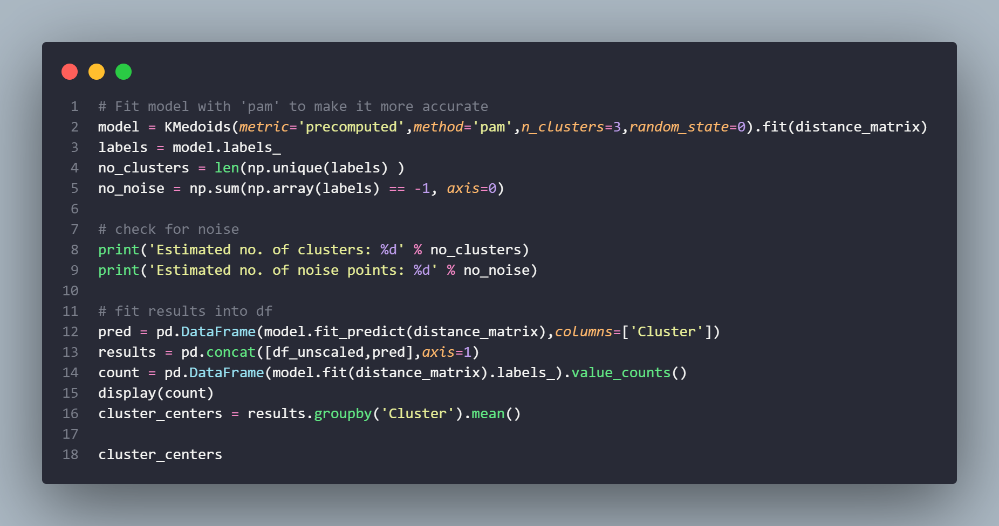 1 # Fit model with 'pam' to make it more accurate
2 model = KMedoids(metric='precomputed',method='pam',n_clusters=3,random_state=0).fit(distance_matrix)
3 labels = model.labels_
4 no_clusters = len(np.unique(labels) )
5 no_noise = np.sum(np.array(labels) == -1, axis=0)
6
7 # check for noise
8 print('Estimated no. of clusters: %d' % no_clusters)
9 print('Estimated no. of noise points: %d' % no_noise)
10
11 # fit results into df
12 pred = pd.DataFrame(model.fit_predict(distance_matrix),columns=['Cluster'])
13 results = pd.concat([df_unscaled,pred],axis=1)
14 count = pd.DataFrame(model.fit(distance_matrix).labels_).value_counts()
15 display(count)
16 cluster_centers = results.groupby('Cluster').mean()
17
18 cluster_centers